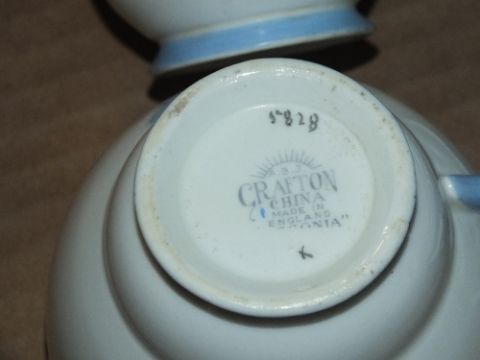 5828
CRAFTON
CHINA
MADE IN
ENGLAND
K